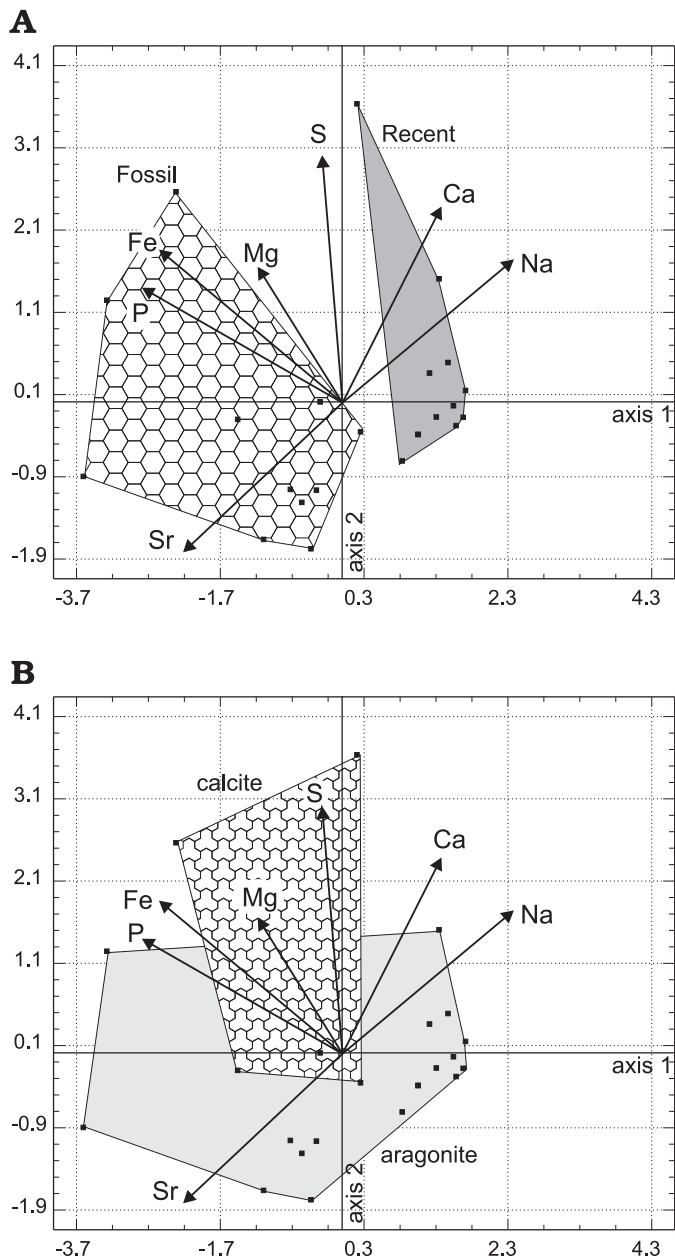 A
4.1
3.1
2.1
1.1
0.1
-0.9
-1.9
S
Recent
Fossil
Ca
Fe
Mg
Na
P
axis 1
Sr
axis 2
-3.7 -1.7 0.3 2.3 4.3
B
4.1
3.1
2.1
1.1
0.1
-0.9
-1.9
calcite
S
Ca
Fe
Mg
Na
P
axis 1
aragonite
Sr
axis 2
-3.7 -1.7 0.3 2.3 4.3